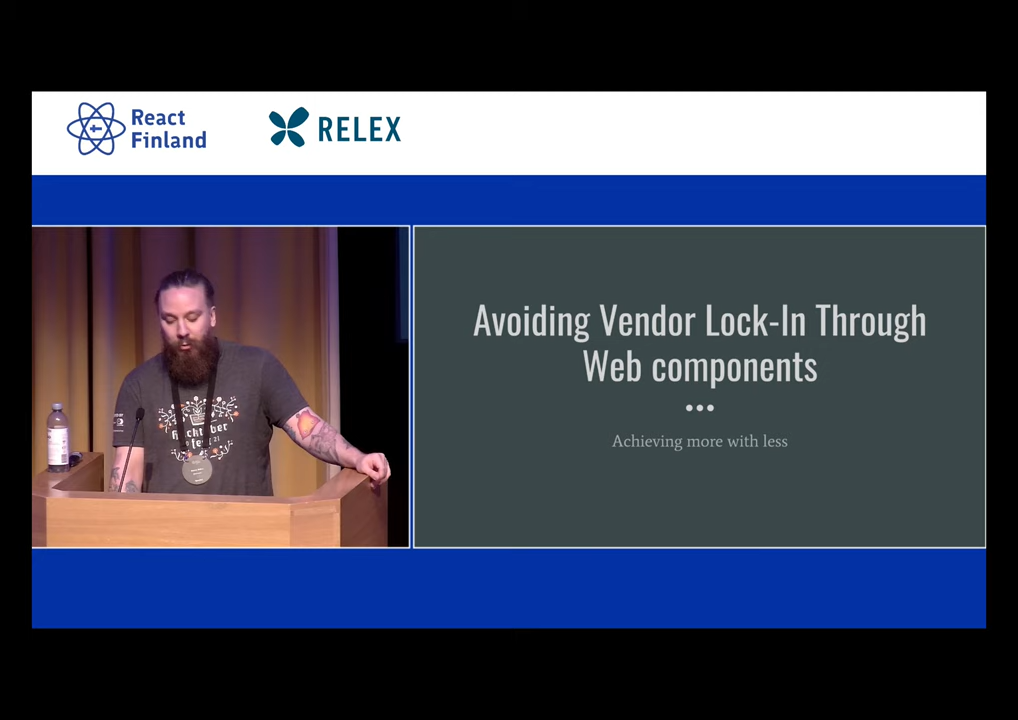 React
Finland
RELEX
Avoiding Vendor Lock-In Through
Web components
Achieving more with less